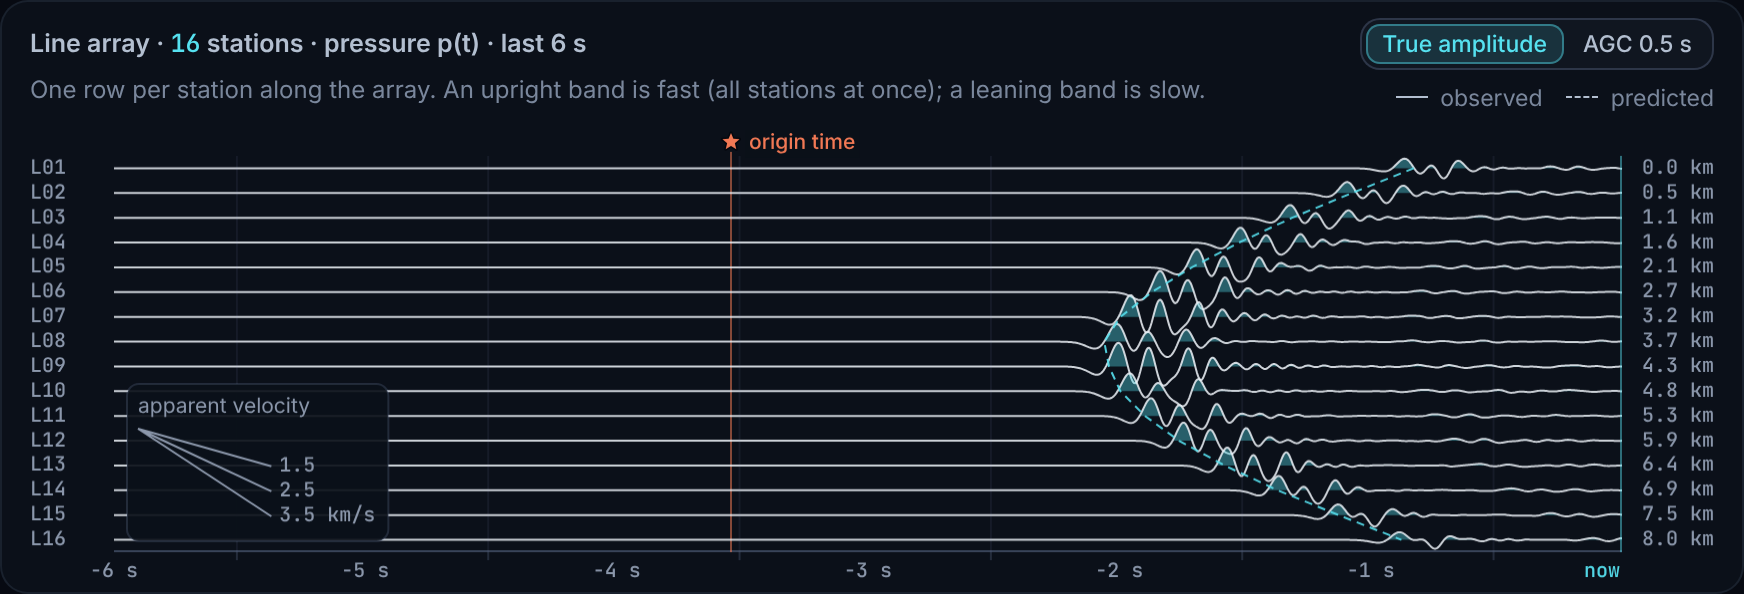 Line array · 16 stations · pressure p(t) · last 6 s
True amplitude AGC 0.5 s
One row per station along the array. An upright band is fast (all stations at once); a leaning band is slow.
observed predicted
★ origin time
L01 0.0 km
L02 0.5 km
L03 1.1 km
L04 1.6 km
L05 2.1 km
L06 2.7 km
L07 3.2 km
L08 3.7 km
L09 4.3 km
L10 4.8 km
L11 5.3 km
L12 5.9 km
L13 6.4 km
L14 6.9 km
L15 7.5 km
L16 8.0 km
apparent velocity
1.5
2.5
3.5 km/s
-6 s -5 s -4 s -3 s -2 s -1 s now